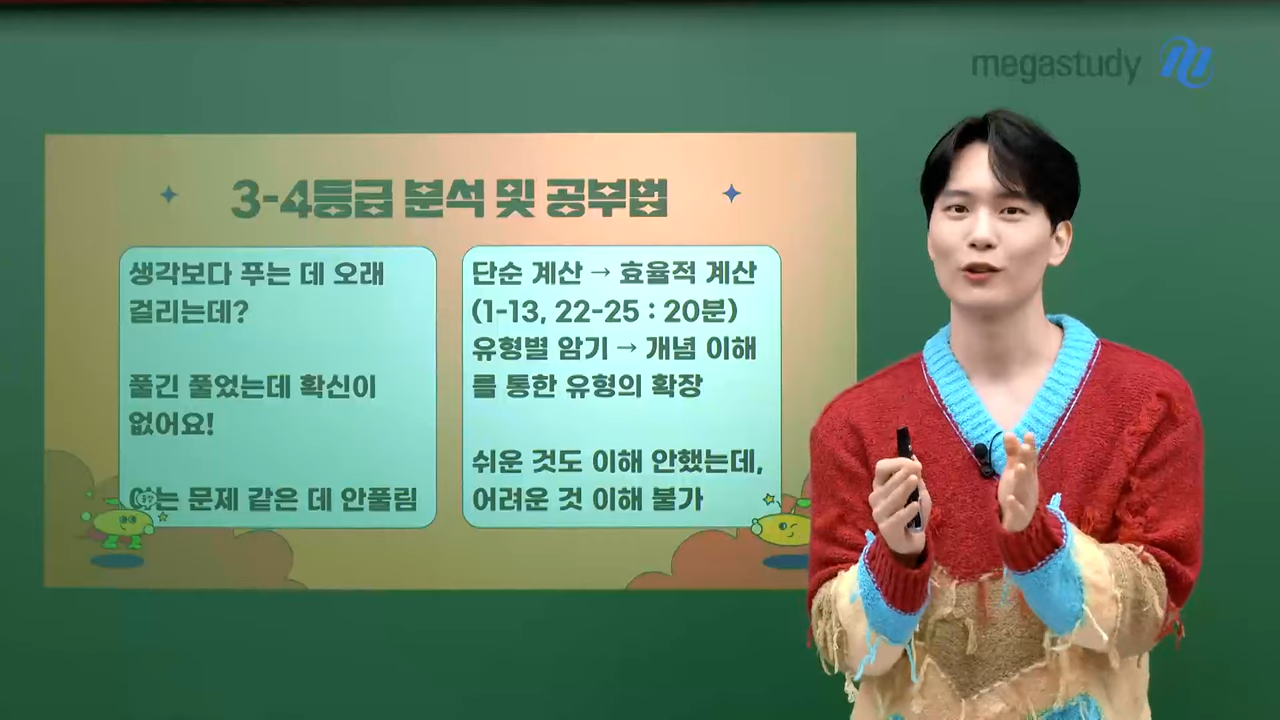 megastudy
3-4등급 분석 및 공부법
생각보다 푸는 데 오래
걸리는데?
풀긴 풀었는데 확신이
없어요!
는 문제 같은 데 안풀림
단순 계산 → 효율적 계산
(1-13, 22-25 : 20분)
유형별 암기 → 개념 이해
를 통한 유형의 확장
쉬운 것도 이해 안했는데,
어려운 것 이해 불가